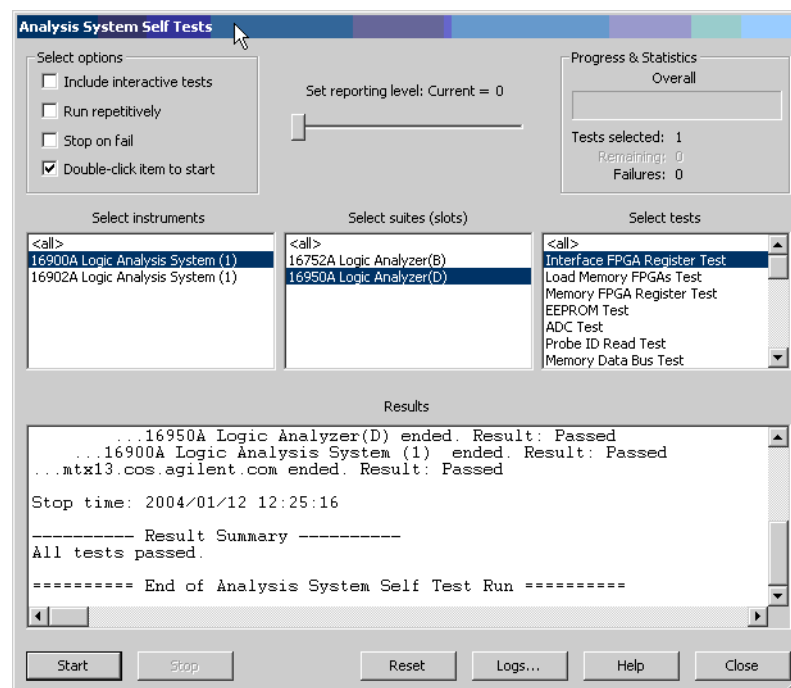 Analysis System Self Tests
Select options
Include interactive tests
Run repetitively
Stop on fail
Double-click item to start
Set reporting level: Current = 0
Progress & Statistics
Overall
Tests selected: 1
Remaining: 0
Failures: 0
Select instruments
<all>
16900A Logic Analysis System (1)
16902A Logic Analysis System (1)
Select suites (slots)
<all>
16752A Logic Analyzer(B)
16950A Logic Analyzer(D)
Select tests
<all>
Interface FPGA Register Test
Load Memory FPGAs Test
Memory FPGA Register Test
EEPROM Test
ADC Test
Probe ID Read Test
Memory Data Bus Test
Results
...16950A Logic Analyzer(D) ended. Result: Passed
...16900A Logic Analysis System (1) ended. Result: Passed
...mtx13.cos.agilent.com ended. Result: Passed
Stop time: 2004/01/12 12:25:16
---------- Result Summary ----------
All tests passed.
========== End of Analysis System Self Test Run ==========
Start
Stop
Reset
Logs...
Help
Close